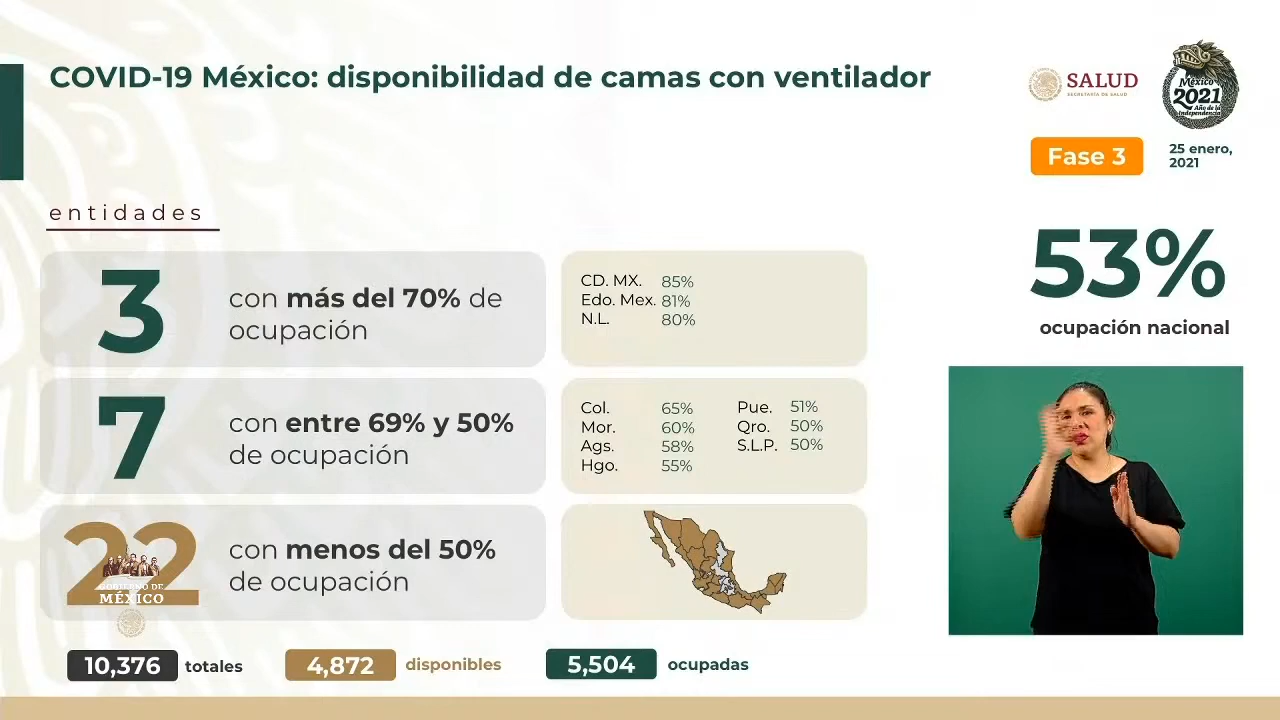 COVID-19 México: disponibilidad de camas con ventilador
SALUD
SECRETARÍA DE SALUD
México
2021
Año de la
Independencia
Fase 3
25 enero,
2021
entidades
3
con más del 70% de
ocupación
CD. MX. 85%
Edo. Mex. 81%
N.L. 80%
53%
ocupación nacional
7
con entre 69% y 50%
de ocupación
Col. 65%
Mor. 60%
Ags. 58%
Hgo. 55%
Pue. 51%
Qro. 50%
S.L.P. 50%
22
con menos del 50%
de ocupación
GOBIERNO DE
MÉXICO
10,376 totales
4,872 disponibles
5,504 ocupadas